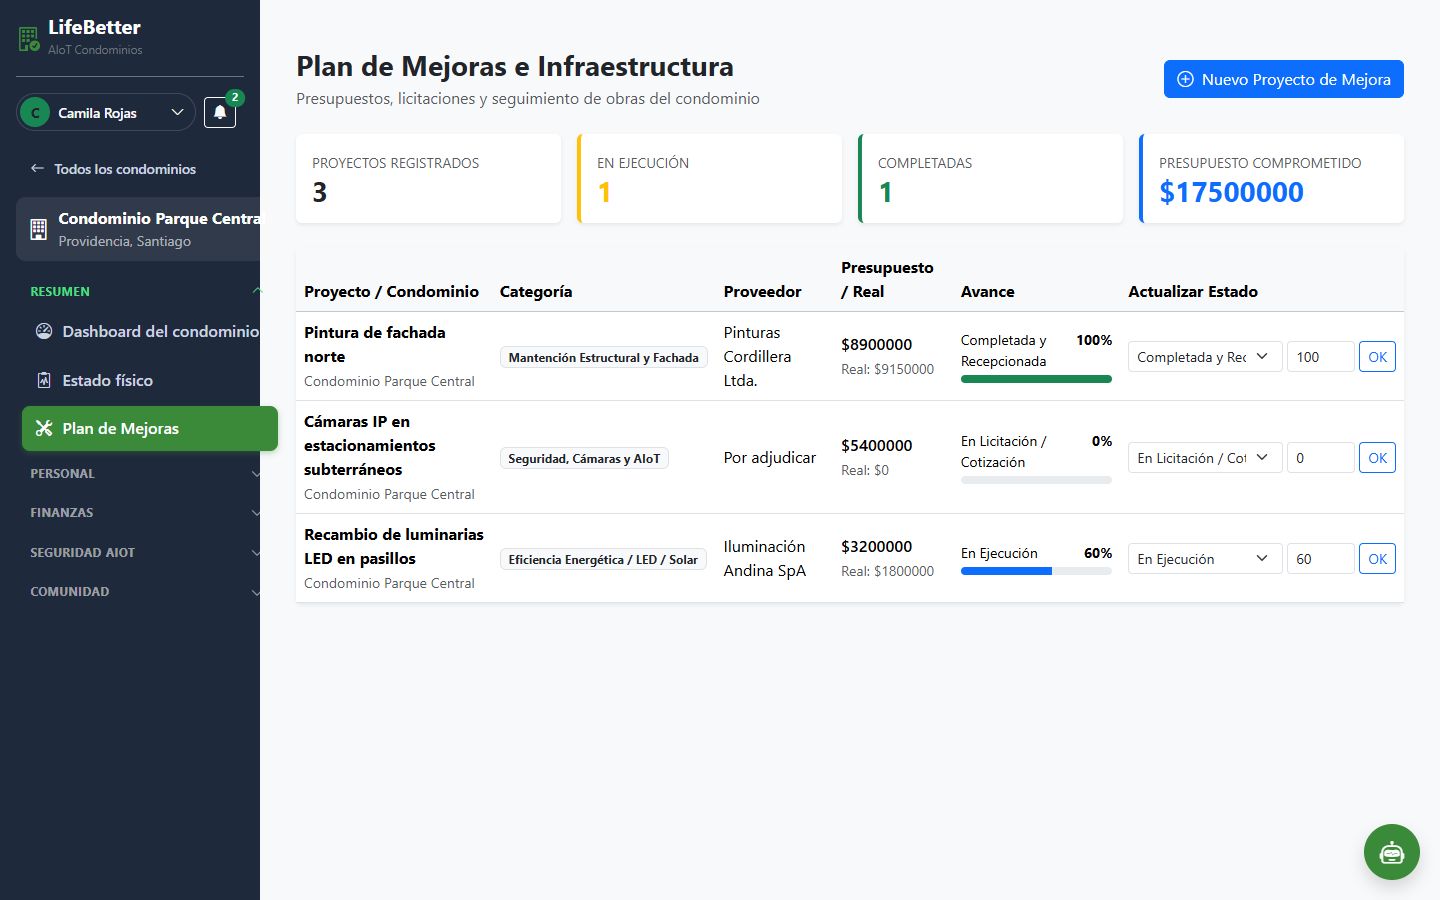 LifeBetter
AIoT Condominios
C
Camila Rojas
2
Todos los condominios
Condominio Parque Centra
Providencia, Santiago
RESUMEN
Dashboard del condominio
Estado físico
Plan de Mejoras
PERSONAL
FINANZAS
SEGURIDAD AIOT
COMUNIDAD
Plan de Mejoras e Infraestructura
Presupuestos, licitaciones y seguimiento de obras del condominio
Nuevo Proyecto de Mejora
PROYECTOS REGISTRADOS
3
EN EJECUCIÓN
1
COMPLETADAS
1
PRESUPUESTO COMPROMETIDO
$17500000
Proyecto / Condominio
Categoría
Proveedor
Presupuesto
/ Real
Avance
Actualizar Estado
Pintura de fachada
norte
Condominio Parque Central
Mantención Estructural y Fachada
Pinturas
Cordillera
Ltda.
$8900000
Real: $9150000
Completada y
Recepcionada
100%
Completada y Rec
100
OK
Cámaras IP en
estacionamientos
subterráneos
Condominio Parque Central
Seguridad, Cámaras y AIoT
Por adjudicar
$5400000
Real: $0
En Licitación /
Cotización
0%
En Licitación / Cot
0
OK
Recambio de luminarias
LED en pasillos
Condominio Parque Central
Eficiencia Energética / LED / Solar
Iluminación
Andina SpA
$3200000
Real: $1800000
En Ejecución
60%
En Ejecución
60
OK